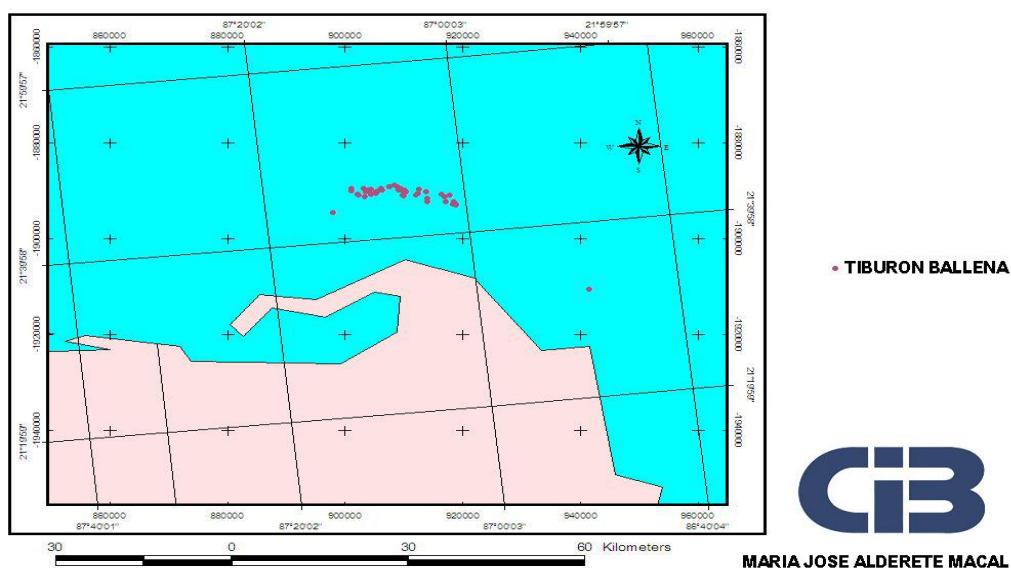 87°20'02" 87°00'03" 21°59'57"
860000 880000 900000 920000 940000 960000
-1860000 -1860000
21°59'57"
N
W E
S
-1880000 -1880000
21°39'58"
-1900000 -1900000
21°39'58"
TIBURON BALLENA
-1920000 -1920000
21°19'59"
-1940000 -1940000
21°19'59"
860000 880000 900000 920000 940000 960000
87°40'01" 87°20'02" 87°00'03" 86°40'04"
30 0 30 60 Kilometers
CIB
MARIA JOSE ALDERETE MACAL